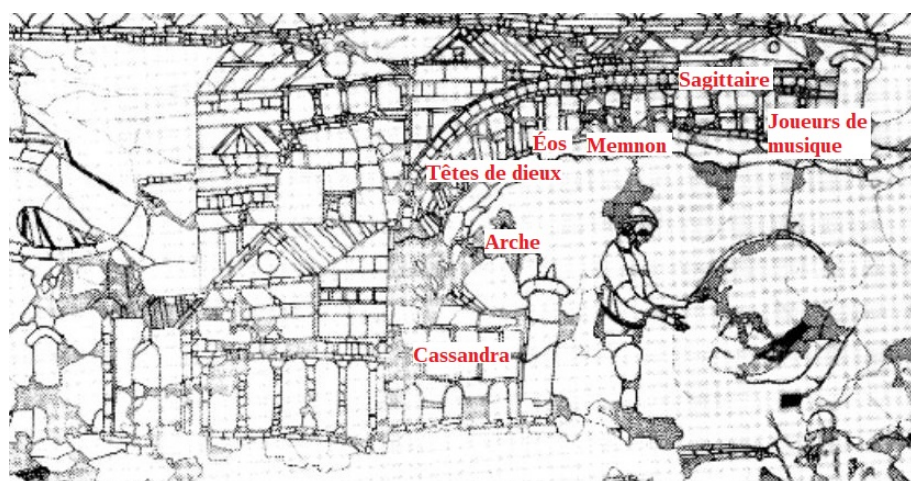 Sagittaire
Joueurs de
musique
Éos
Memnon
Têtes de dieux
Arche
Cassandra